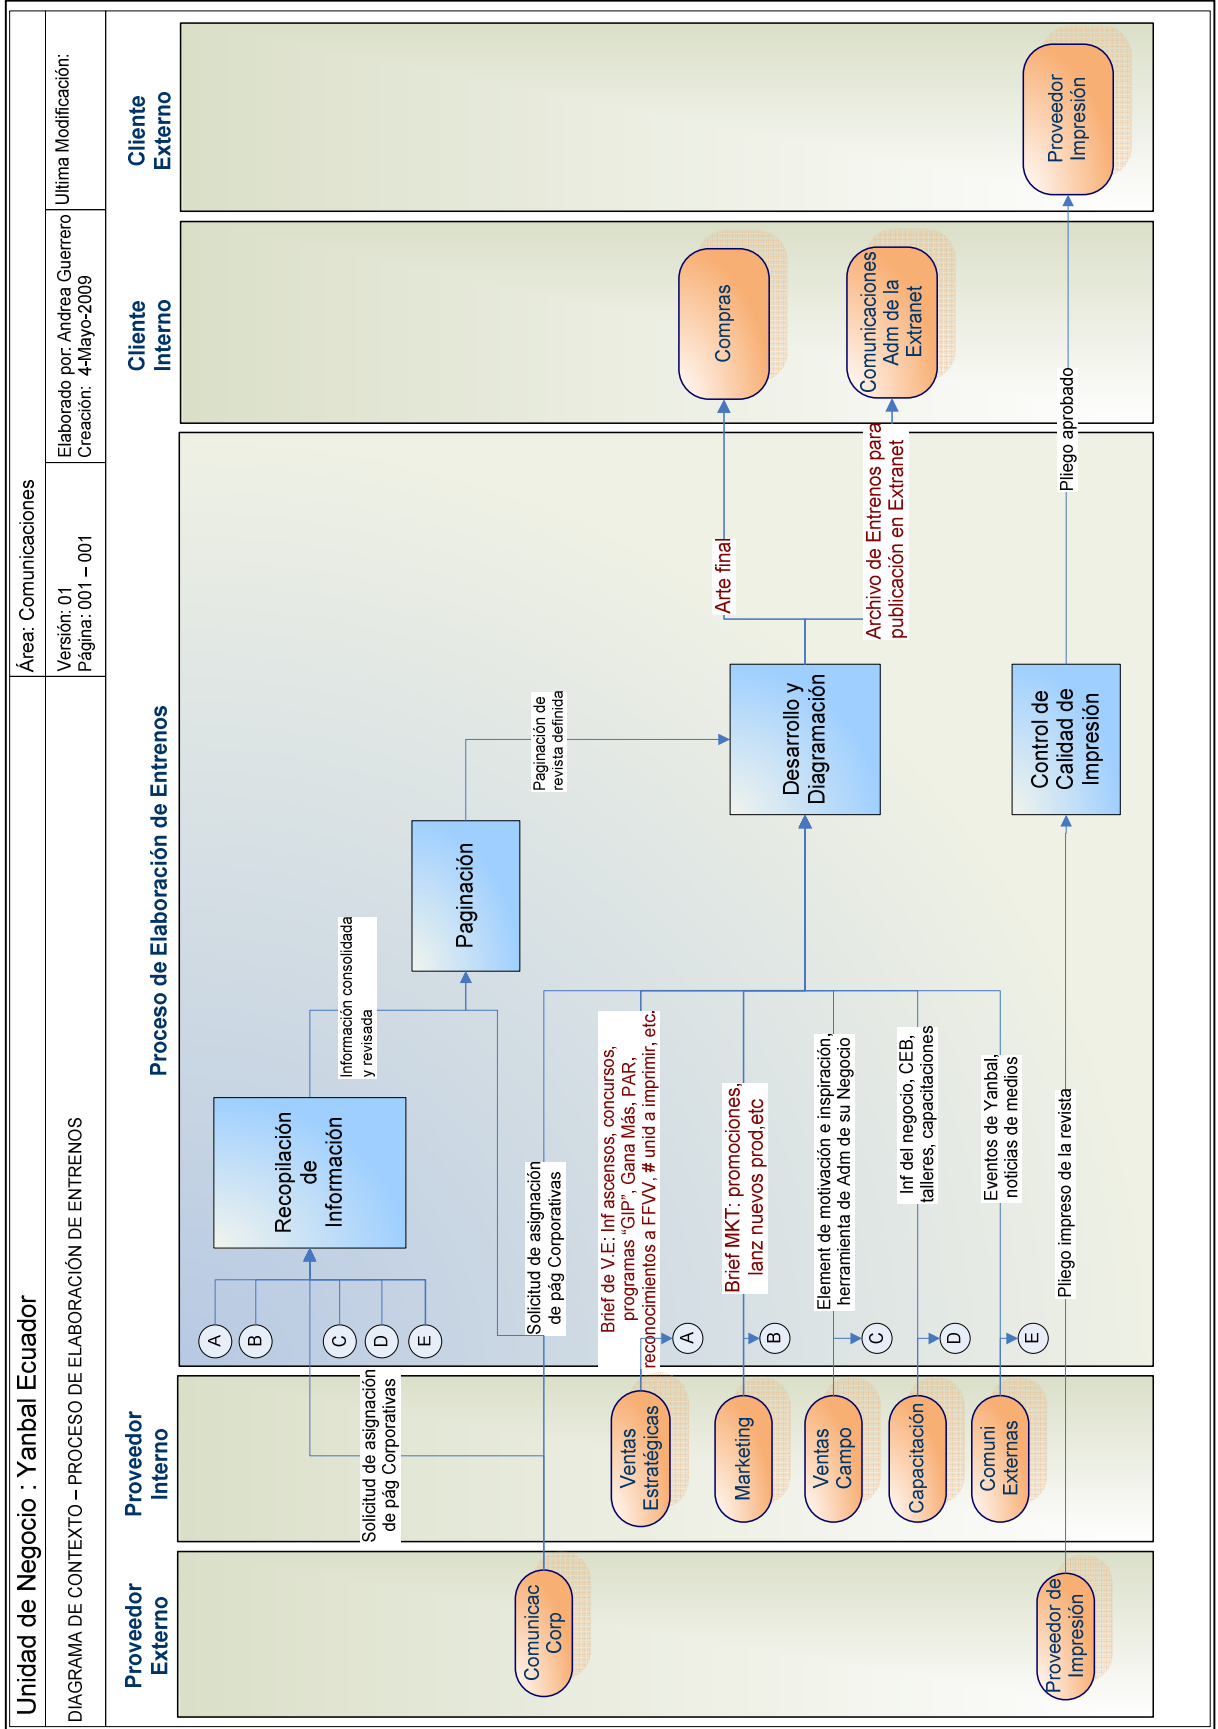 Unidad de Negocio : Yanbal Ecuador
Área: Comunicaciones
DIAGRAMA DE CONTEXTO – PROCESO DE ELABORACIÓN DE ENTRENOS
Versión: 01
Página: 001 – 001
Elaborado por: Andrea Guerrero
Creación: 4-Mayo-2009
Ultima Modificación:
Proveedor
Externo
Proveedor
Interno
Proceso de Elaboración de Entrenos
Cliente
Interno
Cliente
Externo
A
B
C
D
E
Recopilación
de
Información
Información consolidada
y revisada
Solicitud de asignación
de pág Corporativas
Paginación
Paginación de
revista definida
Comunicac
Corp
Solicitud de asignación
de pág Corporativas
Ventas
Estratégicas
Brief de V.E: Inf ascensos, concursos,
programas “GIP”, Gana Más, PAR,
reconocimientos a FFVV, # unid a imprimir, etc.
A
Marketing
Brief MKT: promociones,
lanz nuevos prod,etc
B
Ventas
Campo
Element de motivación e inspiración,
herramienta de Adm de su Negocio
C
Capacitación
Inf del negocio, CEB,
talleres, capacitaciones
D
Comuni
Externas
Eventos de Yanbal,
noticias de medios
E
Desarrollo y
Diagramación
Arte final
Compras
Archivo de Entrenos para
publicación en Extranet
Comunicaciones
Adm de la
Extranet
Proveedor de
Impresión
Pliego impreso de la revista
Control de
Calidad de
Impresión
Pliego aprobado
Proveedor
Impresión